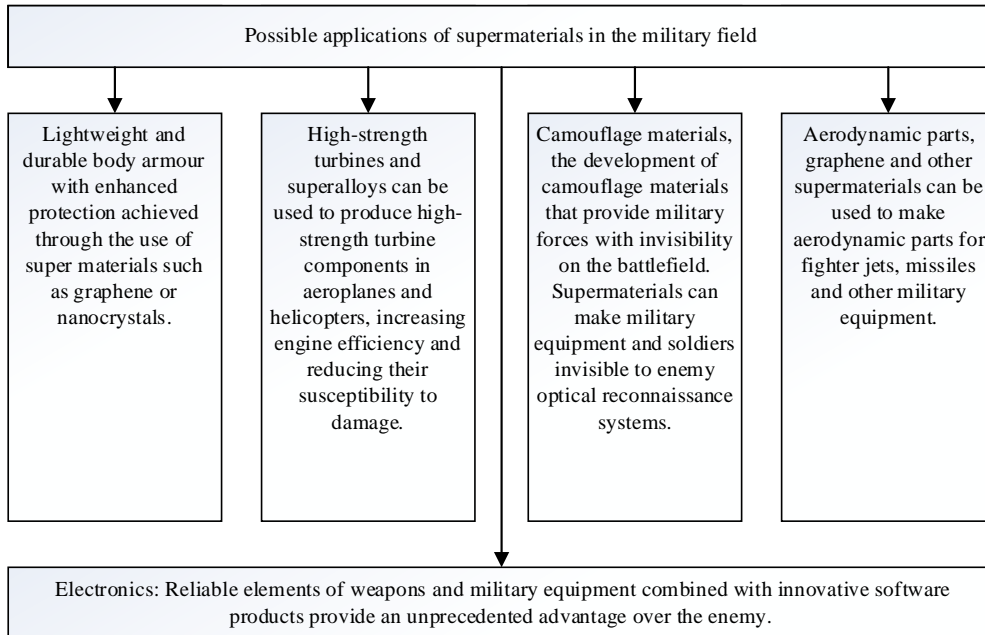 Possible applications of supermaterials in the military field
Lightweight and
durable body armour
with enhanced
protection achieved
through the use of
super materials such
as graphene or
nanocrystals.
High-strength
turbines and
superalloys can be
used to produce high-
strength turbine
components in
aeroplanes and
helicopters, increasing
engine efficiency and
reducing their
susceptibility to
damage.
Camouflage materials,
the development of
camouflage materials
that provide military
forces with invisibility
on the battlefield.
Supermaterials can
make military
equipment and soldiers
invisible to enemy
optical reconnaissance
systems.
Aerodynamic parts,
graphene and other
supermaterials can be
used to make
aerodynamic parts for
fighter jets, missiles
and other military
equipment.
Electronics: Reliable elements of weapons and military equipment combined with innovative software
products provide an unprecedented advantage over the enemy.